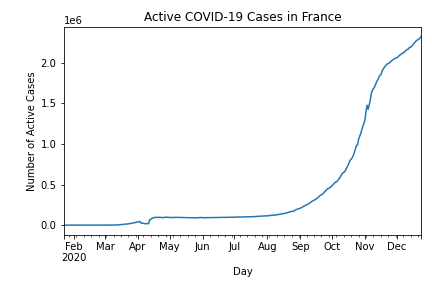 Active COVID-19 Cases in France
1e6
2.0
1.5
1.0
0.5
0.0
Number of Active Cases
Feb Mar Apr May Jun Jul Aug Sep Oct Nov Dec
2020
Day